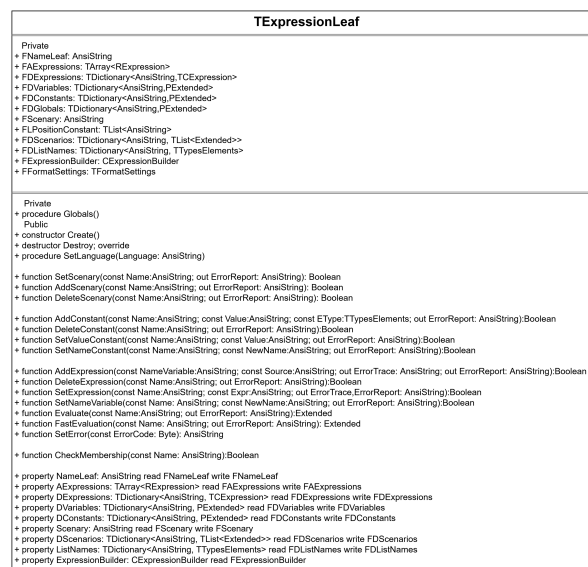 TExpressionLeaf
Private
+ FNameLeaf: AnsiString
+ FAExpressions: TArray<RExpression>
+ FDExpressions: TDictionary<AnsiString,TCExpression>
+ FDVariables: TDictionary<AnsiString,PExtended>
+ FDConstants: TDictionary<AnsiString,PExtended>
+ FDGlobals: TDictionary<AnsiString,PExtended>
+ FScenary: AnsiString
+ FLPositionConstant: TList<AnsiString>
+ FDScenarios: TDictionary<AnsiString, TList<Extended>>
+ FDListNames: TDictionary<AnsiString, TTypesElements>
+ FExpressionBuilder: CExpressionBuilder
+ FFormatSettings: TFormatSettings
Private
+ procedure Globals()
Public
+ constructor Create()
+ destructor Destroy; override
+ procedure SetLanguage(Language: AnsiString)
+ function SetScenary(const Name:AnsiString; out ErrorReport: AnsiString): Boolean
+ function AddScenary(const Name:AnsiString; out ErrorReport: AnsiString): Boolean
+ function DeleteScenary(const Name:AnsiString; out ErrorReport: AnsiString): Boolean
+ function AddConstant(const Name:AnsiString; const Value:AnsiString; const EType:TTypesElements; out ErrorReport: AnsiString):Boolean
+ function DeleteConstant(const Name:AnsiString; out ErrorReport: AnsiString):Boolean
+ function SetValueConstant(const Name:AnsiString; const Value:AnsiString; out ErrorReport: AnsiString):Boolean
+ function SetNameConstant(const Name:AnsiString; const NewName:AnsiString; out ErrorReport: AnsiString):Boolean
+ function AddExpression(const NameVariable:AnsiString; const Source:AnsiString; out ErrorTrace: AnsiString; out ErrorReport: AnsiString):Boolean
+ function DeleteExpression(const Name:AnsiString; out ErrorReport: AnsiString):Boolean
+ function SetExpression(const Name:AnsiString; const Expr:AnsiString; out ErrorTrace,ErrorReport: AnsiString):Boolean
+ function SetNameVariable(const Name:AnsiString; const NewName:AnsiString; out ErrorReport: AnsiString):Boolean
+ function Evaluate(const Name:AnsiString; out ErrorReport: AnsiString):Extended
+ function FastEvaluation(const Name:AnsiString; out ErrorReport: AnsiString): Extended
+ function SetError(const ErrorCode: Byte): AnsiString
+ function CheckMembership(const Name: AnsiString):Boolean
+ property NameLeaf: AnsiString read FNameLeaf write FNameLeaf
+ property AExpressions: TArray<RExpression> read FAExpressions write FAExpressions
+ property DExpressions: TDictionary<AnsiString, TCExpression> read FDExpressions write FDExpressions
+ property DVariables: TDictionary<AnsiString, PExtended> read FDVariables write FDVariables
+ property DConstants: TDictionary<AnsiString, PExtended> read FDConstants write FDConstants
+ property Scenary: AnsiString read FScenary write FScenary
+ property DScenarios: TDictionary<AnsiString, TList<Extended>> read FDScenarios write FDScenarios
+ property ListNames: TDictionary<AnsiString, TTypesElements> read FDListNames write FDListNames
+ property ExpressionBuilder: CExpressionBuilder read FExpressionBuilder